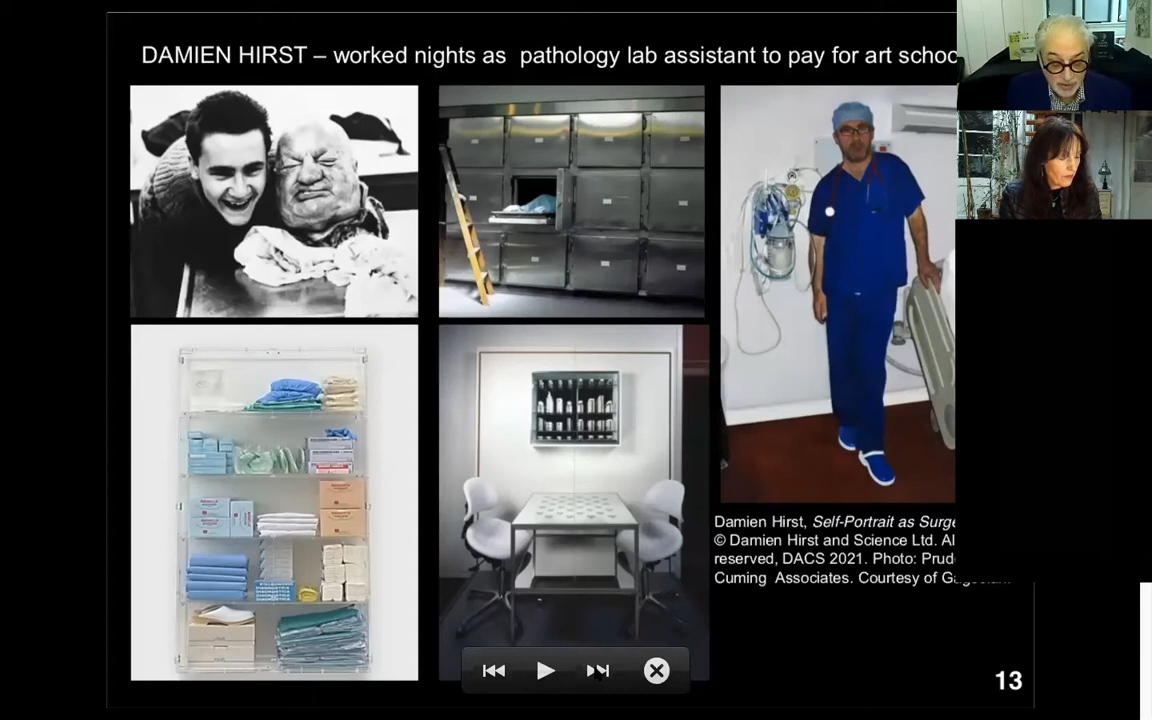 DAMIEN HIRST – worked nights as  pathology lab assistant to pay for art schoo
Damien Hirst, Self-Portrait as Surge
© Damien Hirst and Science Ltd. Al
reserved, DACS 2021. Photo: Prud
Cuming  Associates. Courtesy of Gagosian
13